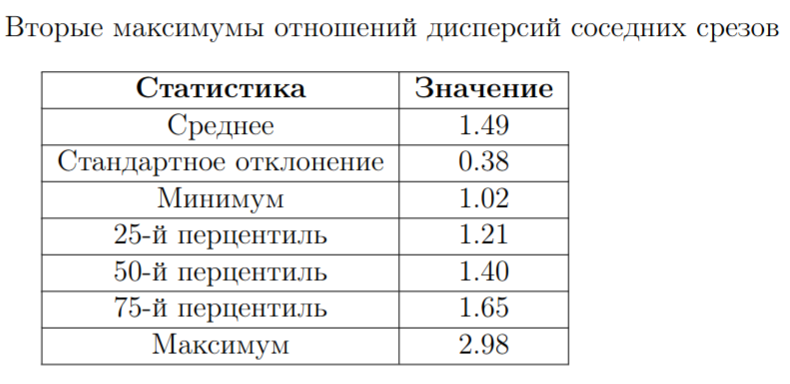 Вторые максимумы отношений дисперсий соседних срезов
Статистика Значение
Среднее 1.49
Стандартное отклонение 0.38
Минимум 1.02
25-й перцентиль 1.21
50-й перцентиль 1.40
75-й перцентиль 1.65
Максимум 2.98